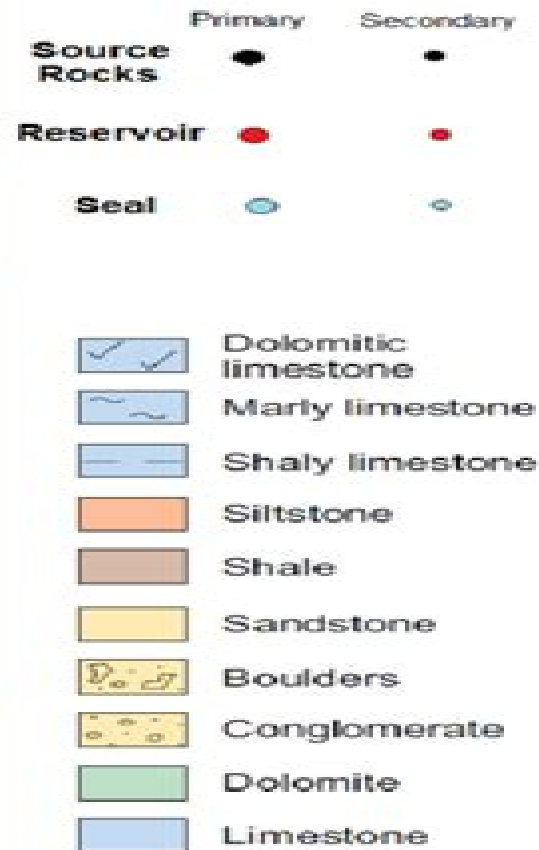 Primary Secondary
Source
Rocks
Reservoir
Seal
Dolomitic
limestone
Marly limestone
Shaly limestone
Siltstone
Shale
Sandstone
Boulders
Conglomerate
Dolomite
Limestone